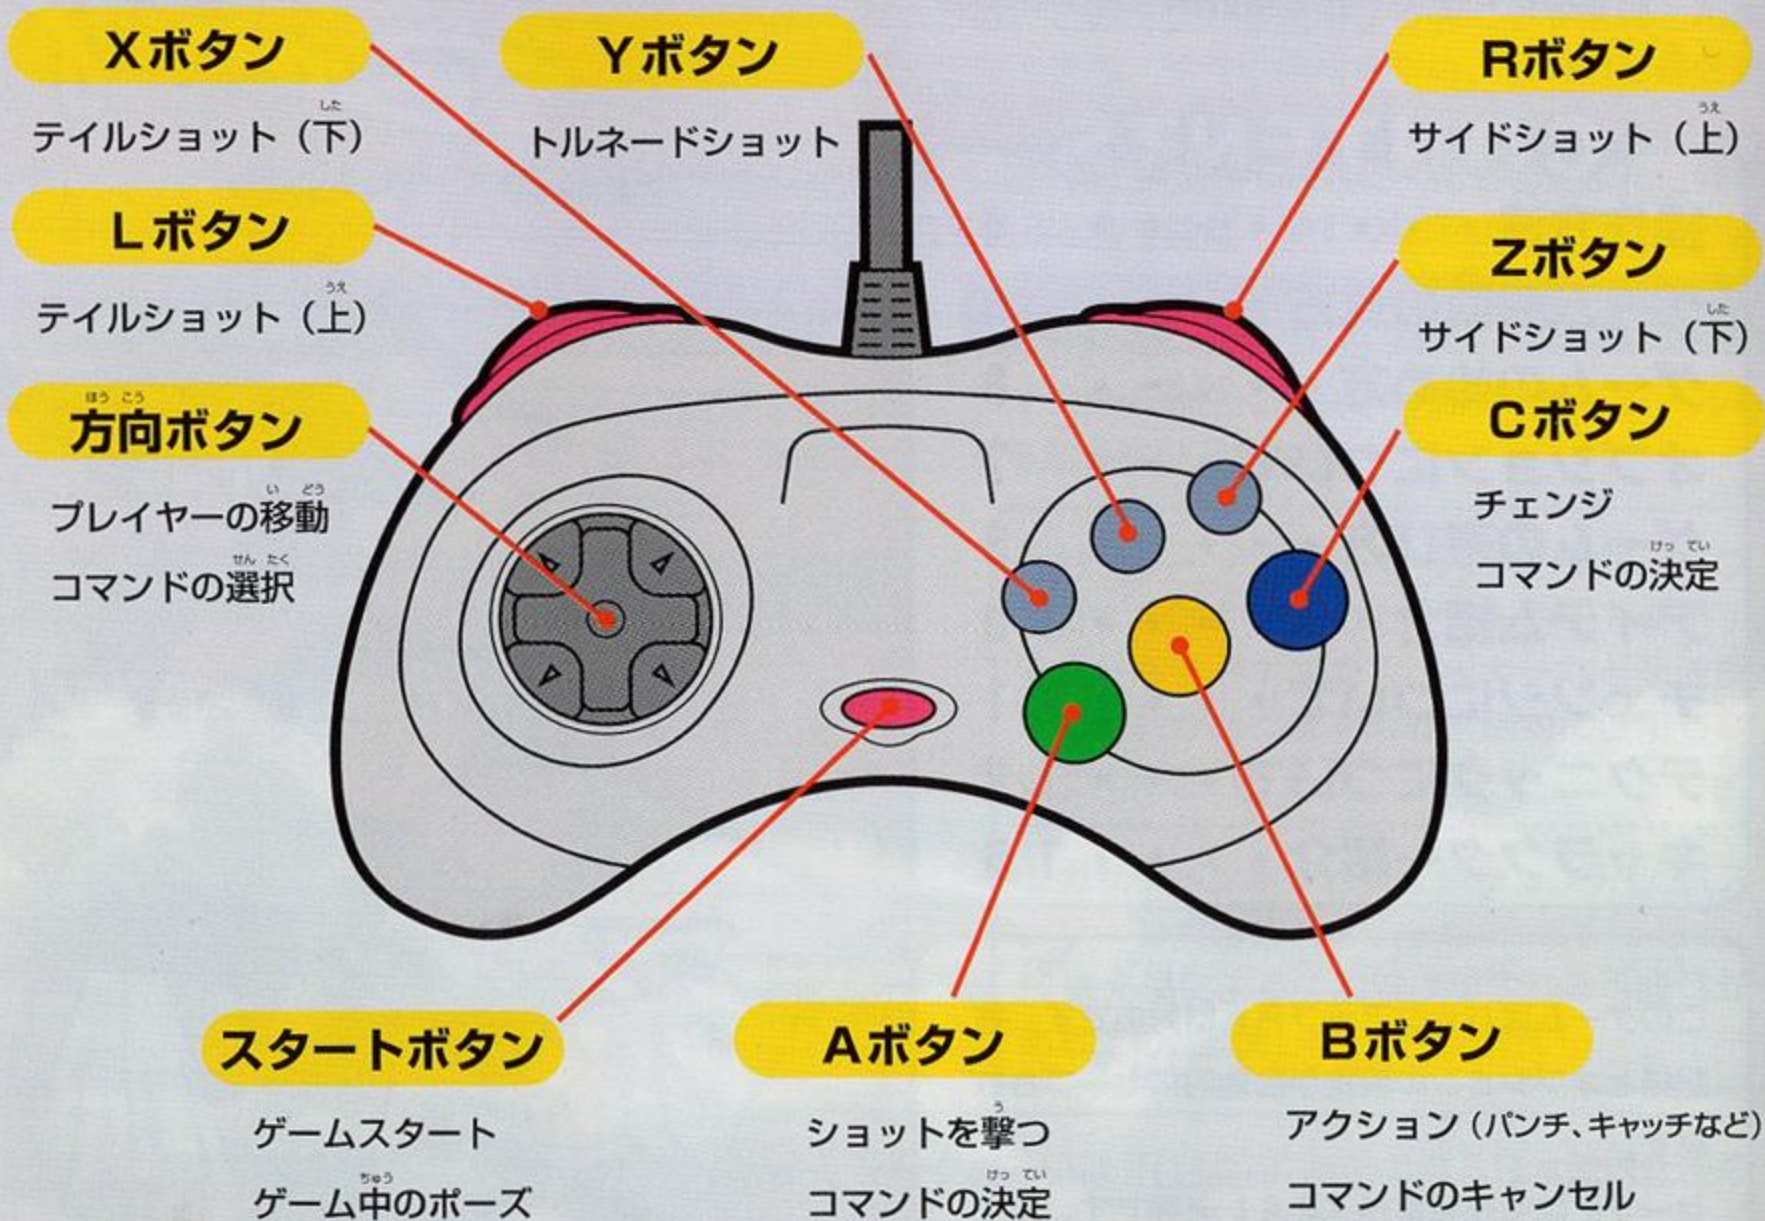 Xボタン
テイルショット（下）
Lボタン
テイルショット（上）
方向ボタン
プレイヤーの移動
コマンドの選択
Yボタン
トルネードショット
Rボタン
サイドショット（上）
Zボタン
サイドショット（下）
Cボタン
チェンジ
コマンドの決定
スタートボタン
ゲームスタート
ゲーム中のポーズ
Aボタン
ショットを撃つ
コマンドの決定
Bボタン
アクション（パンチ、キャッチなど）
コマンドのキャンセル